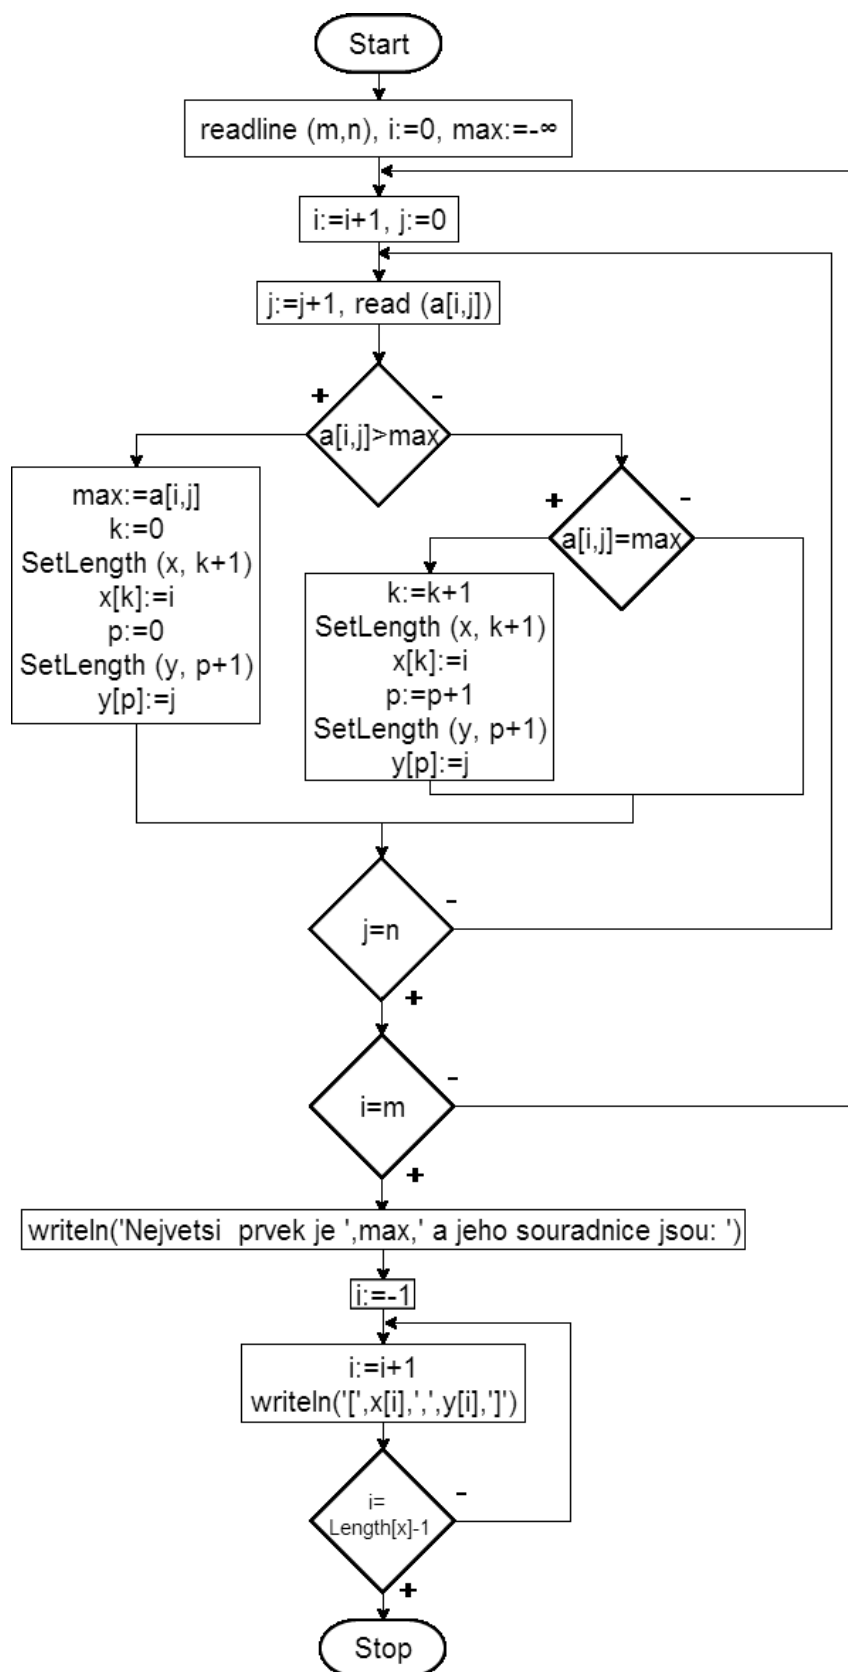 Start
readline (m,n), i:=0, max:=-∞
i:=i+1, j:=0
j:=j+1, read (a[i,j])
+
-
a[i,j]>max
max:=a[i,j]
k:=0
SetLength (x, k+1)
x[k]:=i
p:=0
SetLength (y, p+1)
y[p]:=j
+
-
a[i,j]=max
k:=k+1
SetLength (x, k+1)
x[k]:=i
p:=p+1
SetLength (y, p+1)
y[p]:=j
-
j=n
+
-
i=m
+
writeln('Nejvetsi  prvek je ',max,' a jeho souradnice jsou: ')
i:=-1
i:=i+1
writeln('[',x[i],',',y[i],']')
-
i=
Length[x]-1
+
Stop